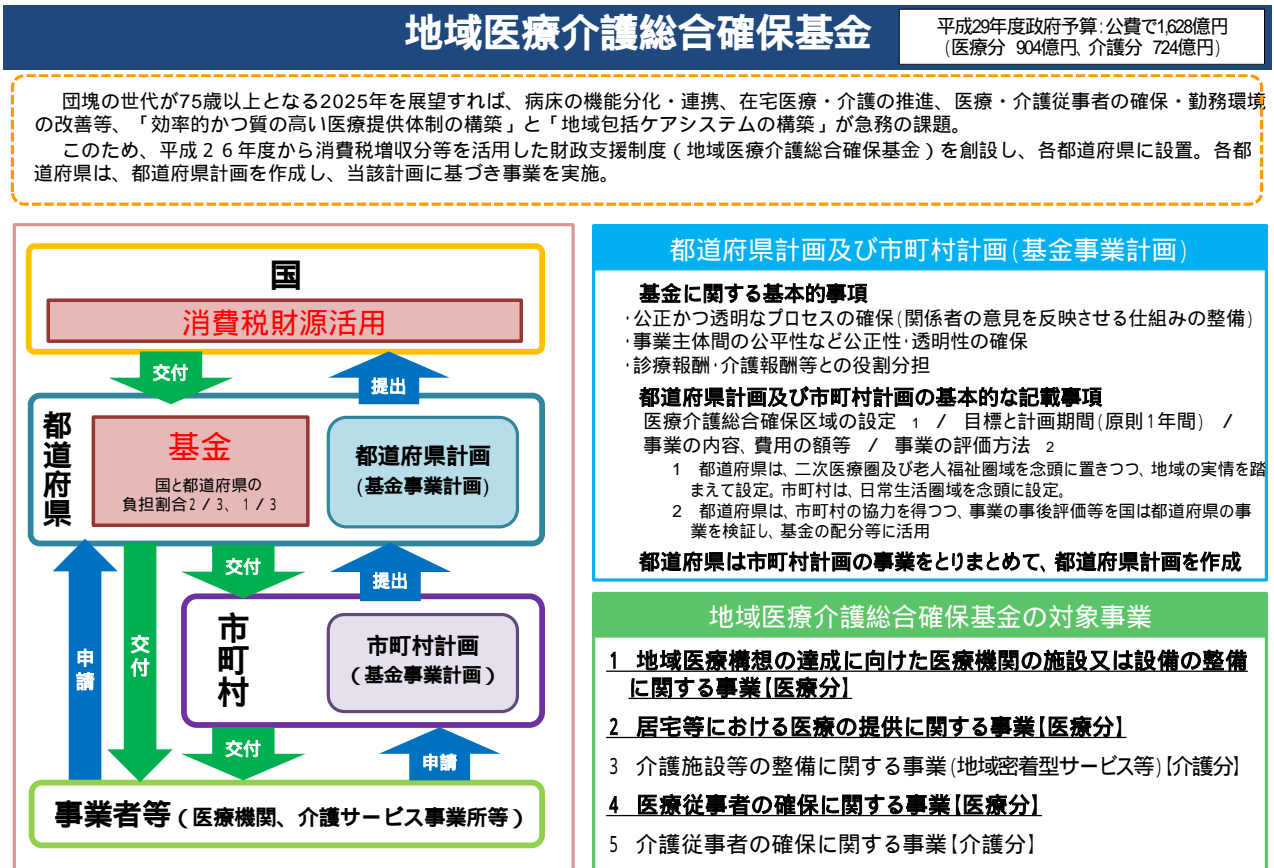 地域医療介護総合確保基金
平成29年度政府予算:公費で1,628億円
(医療分 904億円、介護分 724億円)
団塊の世代が75歳以上となる2025年を展望すれば、病床の機能分化・連携、在宅医療・介護の推進、医療・介護従事者の確保・勤務環境
の改善等、「効率的かつ質の高い医療提供体制の構築」と「地域包括ケアシステムの構築」が急務の課題。
このため、平成26年度から消費税増収分等を活用した財政支援制度(地域医療介護総合確保基金)を創設し、各都道府県に設置。各都
道府県は、都道府県計画を作成し、当該計画に基づき事業を実施。
国
消費税財源活用
交付
提出
都道府県
基金
国と都道府県の
負担割合2/3、1/3
都道府県計画
(基金事業計画)
申請
交付
交付
提出
市町村
市町村計画
(基金事業計画)
交付
申請
事業者等(医療機関、介護サービス事業所等)
都道府県計画及び市町村計画(基金事業計画)
基金に関する基本的事項
・公正かつ透明なプロセスの確保(関係者の意見を反映させる仕組みの整備)
・事業主体間の公平性など公正性・透明性の確保
・診療報酬・介護報酬等との役割分担
都道府県計画及び市町村計画の基本的な記載事項
医療介護総合確保区域の設定 1 / 目標と計画期間(原則1年間) /
事業の内容、費用の額等 / 事業の評価方法 2
1 都道府県は、二次医療圏及び老人福祉圏域を念頭に置きつつ、地域の実情を踏
まえて設定。市町村は、日常生活圏域を念頭に設定。
2 都道府県は、市町村の協力を得つつ、事業の事後評価等を国は都道府県の事
業を検証し、基金の配分等に活用
都道府県は市町村計画の事業をとりまとめて、都道府県計画を作成
地域医療介護総合確保基金の対象事業
1 地域医療構想の達成に向けた医療機関の施設又は設備の整備
に関する事業【医療分】
2 居宅等における医療の提供に関する事業【医療分】
3 介護施設等の整備に関する事業(地域密着型サービス等)【介護分】
4 医療従事者の確保に関する事業【医療分】
5 介護従事者の確保に関する事業【介護分】